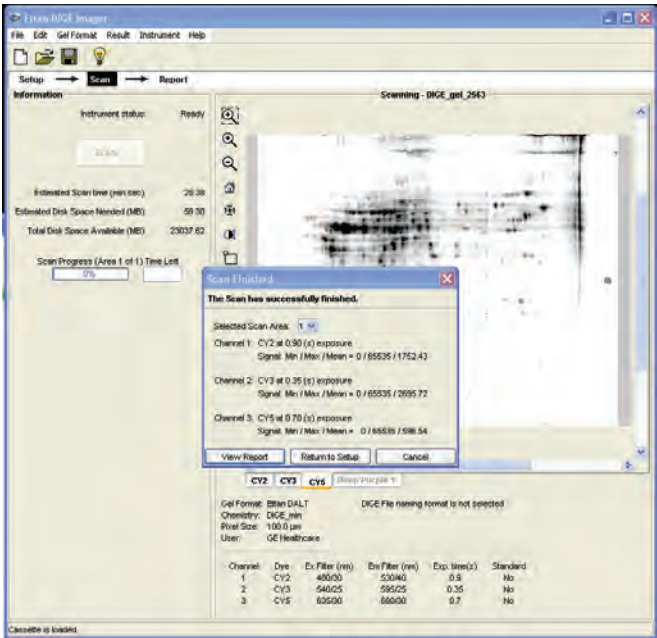 Ettan DIGE Imager
File Edit Gel Format Result Instrument Help
Setup Scan Report
Information
Scanning - DIGE_gel_2563
Instrument status: Ready
SCAN
Estimated Scan time (min:sec) 26:38
Estimated Disk Space Needed (MB) 59.30
Total Disk Space Available (MB) 23037.62
Scan Progress (Area 1 of 1) Time Left
0%
Scan Finished
The Scan has successfully finished.
Selected Scan Area: 1
Channel 1: CY2 at 0.90 (s) exposure
Signal: Min / Max / Mean = 0 / 65535 / 1752.43
Channel 2: CY3 at 0.35 (s) exposure
Signal: Min / Max / Mean = 0 / 65535 / 2695.72
Channel 3: CY5 at 0.70 (s) exposure
Signal: Min / Max / Mean = 0 / 65535 / 596.54
View Report Return to Setup Cancel
CY2 CY3 CY5 Deep Purple 1
Gel Format: Ettan DALT DIGE File naming format is not selected
Chemistry: DIGE_min
Pixel Size: 100.0 µm
User: GE Healthcare
Channel Dye Ex Filter (nm) Em Filter (nm) Exp. time(s) Standard
1 CY2 480/30 530/40 0.9 No
2 CY3 540/25 595/25 0.35 No
3 CY5 635/30 680/30 0.7 No
Cassette is loaded.